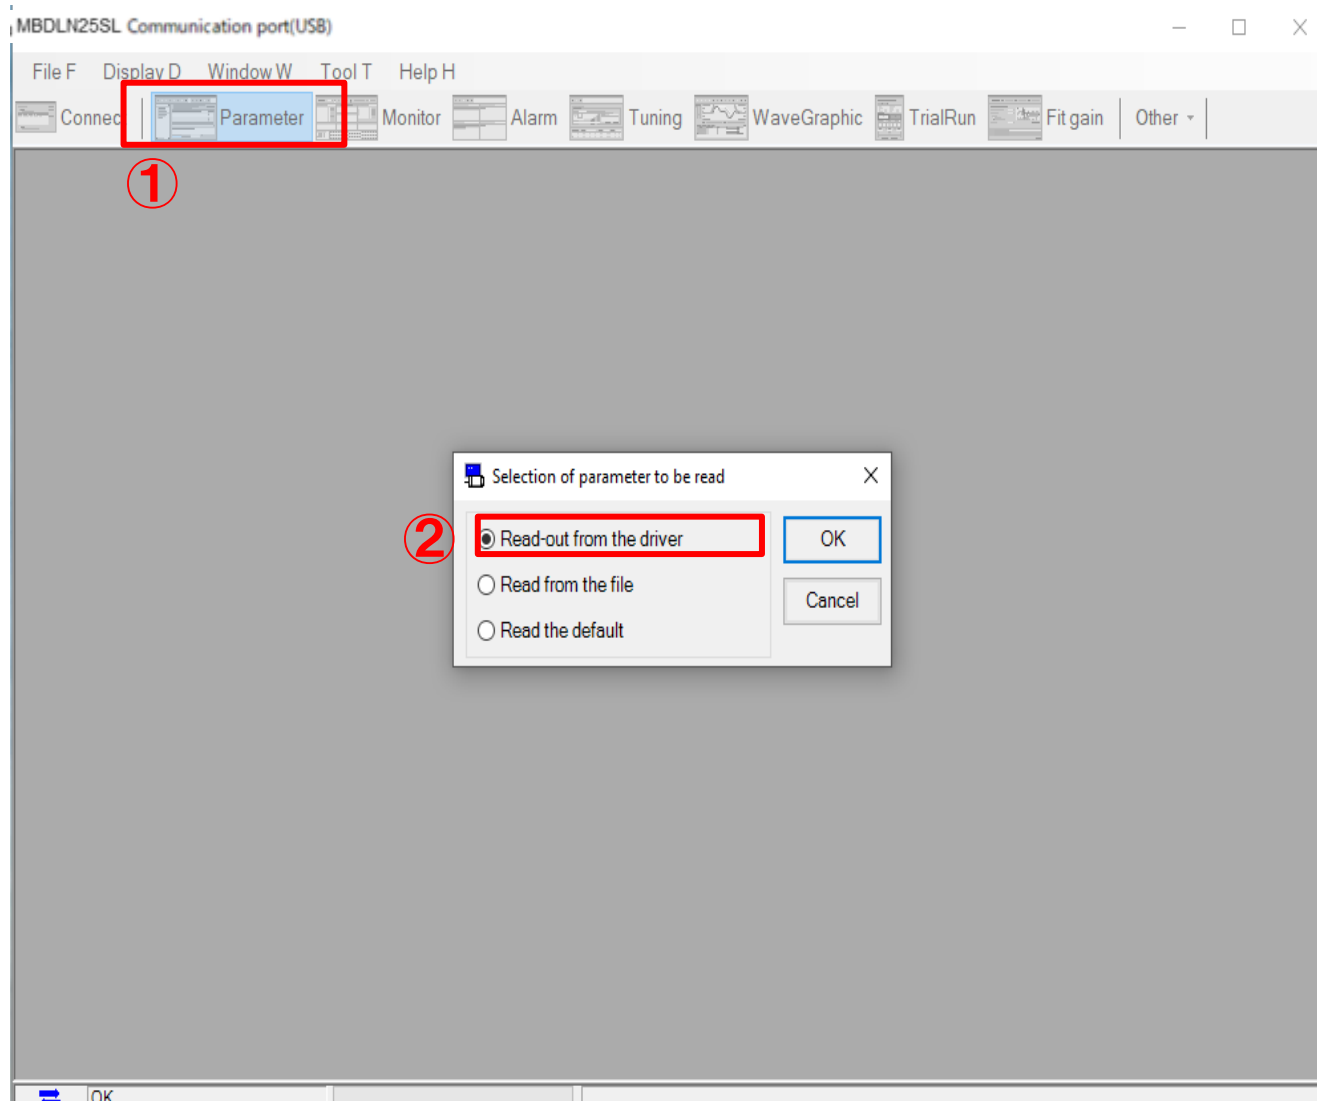 MBDLN25SL Communication port(USB)
File F Display D Window W Tool T Help H
Connec Parameter Monitor Alarm Tuning WaveGraphic TrialRun Fit gain Other
①
Selection of parameter to be read
② Read-out from the driver OK
Read from the file
Cancel
Read the default
OK